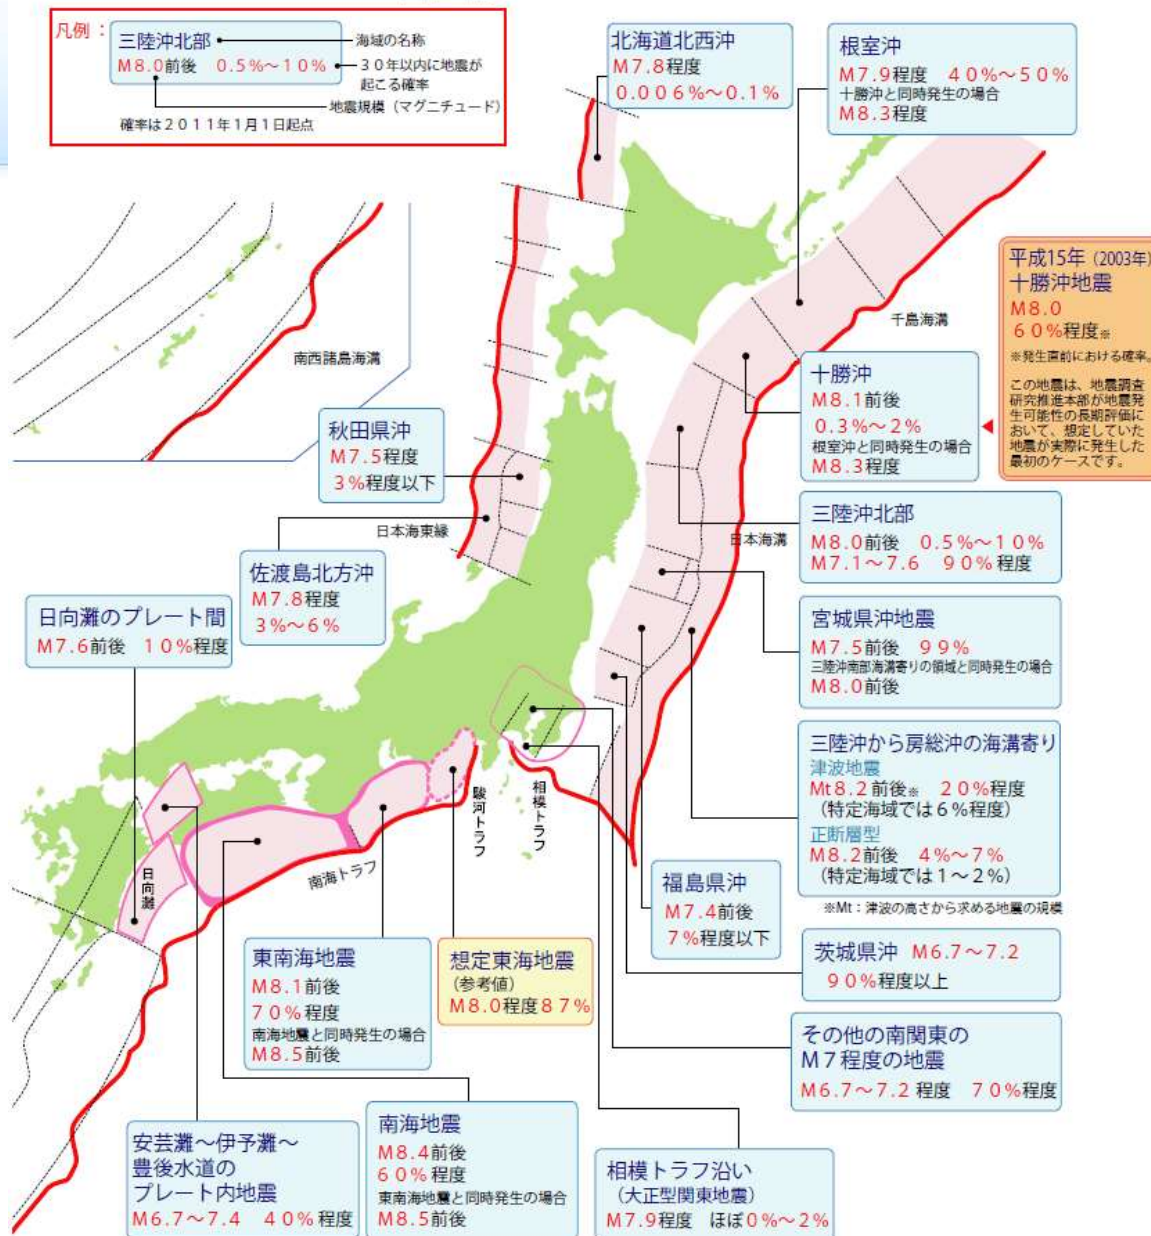 凡例：
三陸沖北部
M8.0前後　0.5%～10%
海域の名称
30年以内に地震が
起こる確率
地震規模（マグニチュード）
確率は2011年1月1日起点
北海道北西沖
M7.8程度
0.006%～0.1%
根室沖
M7.9程度　40%～50%
十勝沖と同時発生の場合
M8.3程度
平成15年（2003年）
十勝沖地震
M8.0
60%程度※
※発生直前における確率。
この地震は、地震調査
研究推進本部が地震発
生可能性の長期評価に
おいて、想定していた
地震が実際に発生した
最初のケースです。
千島海溝
南西諸島海溝
十勝沖
M8.1前後
0.3%～2%
根室沖と同時発生の場合
M8.3程度
秋田県沖
M7.5程度
3%程度以下
日本海東縁
日本海溝
三陸沖北部
M8.0前後　0.5%～10%
M7.1～7.6　90%程度
佐渡島北方沖
M7.8程度
3%～6%
日向灘のプレート間
M7.6前後　10%程度
宮城県沖地震
M7.5前後　99%
三陸沖南部海溝寄りの領域と同時発生の場合
M8.0前後
三陸沖から房総沖の海溝寄り
津波地震
Mt8.2前後※　20%程度
（特定海域では6%程度）
正断層型
M8.2前後　4%～7%
（特定海域では1～2%）
※Mt：津波の高さから求める地震の規模
駿河トラフ
相模トラフ
南海トラフ
日向灘
福島県沖
M7.4前後
7%程度以下
茨城県沖　M6.7～7.2
90%程度以上
東南海地震
M8.1前後
70%程度
南海地震と同時発生の場合
M8.5前後
想定東海地震
（参考値）
M8.0程度87%
その他の南関東の
M7程度の地震
M6.7～7.2程度　70%程度
安芸灘～伊予灘～
豊後水道の
プレート内地震
M6.7～7.4　40%程度
南海地震
M8.4前後
60%程度
東南海地震と同時発生の場合
M8.5前後
相模トラフ沿い
（大正型関東地震）
M7.9程度　ほぼ0%～2%